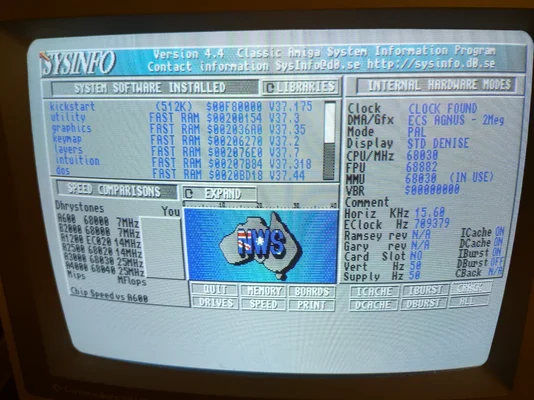 SYSINFO
Version 4.4 Classic Amiga System Information Program
Contact information SysInfo@d0.se http://sysinfo.d0.se
SYSTEM SOFTWARE INSTALLED
LIBRARIES
INTERNAL HARDWARE MODES
kickstart (512K) $00F80000 V37.175
utility FAST RAM $00200154 V37.3
graphics FAST RAM $002036A0 V37.35
keymap FAST RAM $00206270 V37.2
layers FAST RAM $002076E0 V37.7
intuition FAST RAM $002078B4 V37.318
dos FAST RAM $0020BD18 V37.44
Clock CLOCK FOUND
DMA/Gfx ECS AGNUS - 2Meg
Mode PAL
Display STD DENISE
CPU/MHz 68030
FPU 68882
MMU 68030 (IN USE)
VBR $00000000
Comment
Horiz KHz 15.60
EClock Hz 709379
Ramsey rev N/A ICache ON
Gary rev N/A DCache ON
Card Slot NO IBurst ON
Vert Hz 50 DBurst OFF
Supply Hz 50 CBack N/A
SPEED COMPARISONS
EXPAND
Dhrystones You
A600 68000 7MHz
B2000 68000 7MHz
A1200 EC020 14MHz
A2500 68020 14MHz
A3000 68030 25MHz
A4000 68040 25MHz
Mips MFlops
Chip Speed vs A600
NWS
QUIT MEMORY BOARDS
DRIVES SPEED PRINT
ICACHE IBURST CBACK
DCACHE DBURST ALL